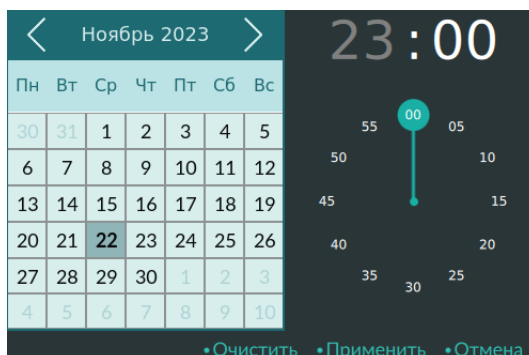 Ноябрь 2023
Пн Вт Ср Чт Пт Сб Вс
30 31 1 2 3 4 5
6 7 8 9 10 11 12
13 14 15 16 17 18 19
20 21 22 23 24 25 26
27 28 29 30 1 2 3
4 5 6 7 8 9 10
23:00
00
55 05
50 10
45 15
40 20
35 25
30
•Очистить •Применить •Отмена